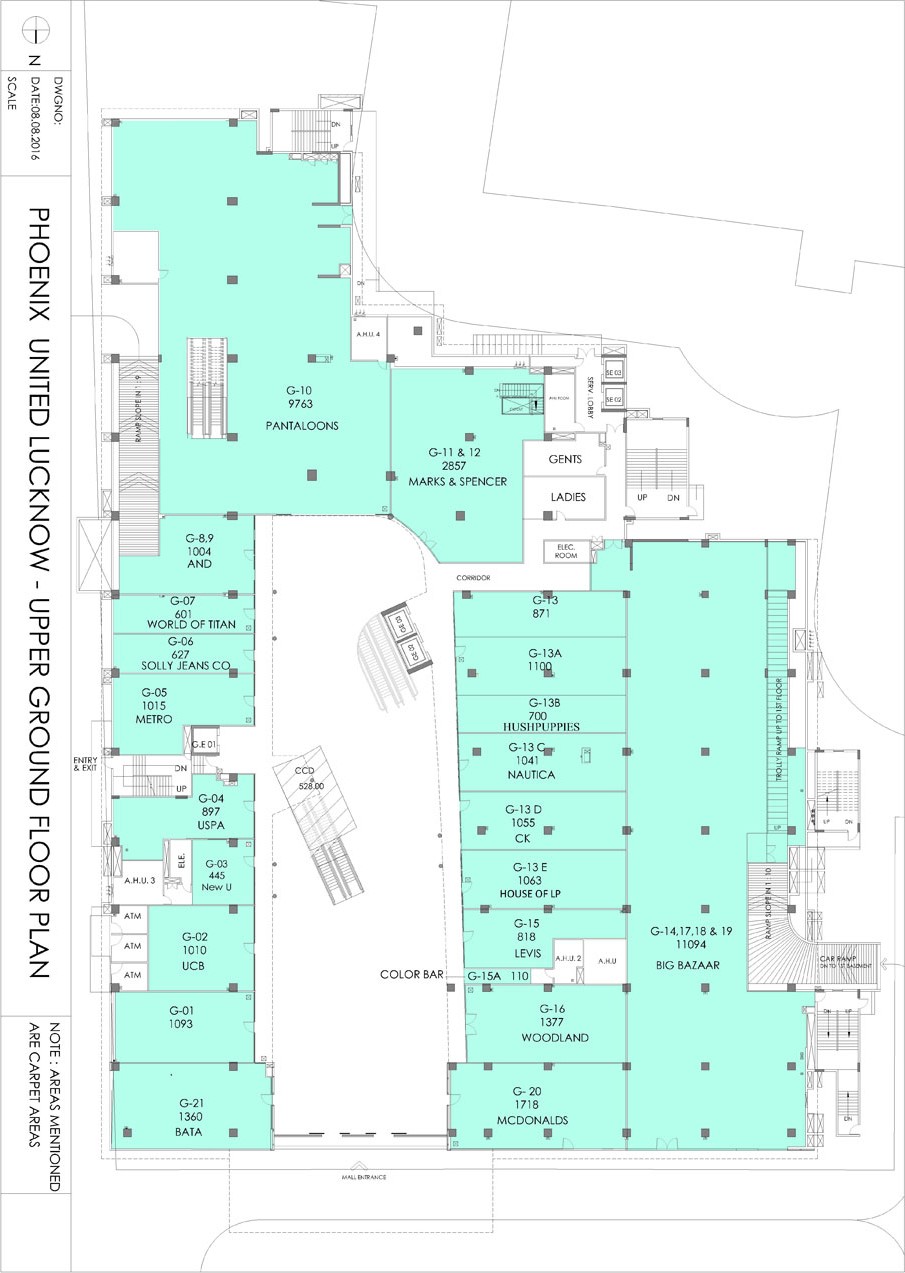 N
DWGNO:
DATE:08.08.2016
SCALE
PHOENIX UNITED LUCKNOW - UPPER GROUND FLOOR PLAN
NOTE : AREAS MENTIONED
ARE CARPET AREAS
DN
UP
DN
A.H.U. 4
RAMP SLOPE IN 1 : 9
G-10
9763
PANTALOONS
G-11 & 12
2857
MARKS & SPENCER
SERV. LOBBY
SE 03
SE 02
GENTS
LADIES
UP DN
ELEC.
ROOM
CORRIDOR
G-8,9
1004
AND
G-07
601
WORLD OF TITAN
G-06
627
SOLLY JEANS CO
G-05
1015
METRO
G.E 01
ENTRY
& EXIT
DN
UP
G-04
897
USPA
G-03
445
New U
ELE.
A.H.U. 3
ATM
ATM
ATM
G-02
1010
UCB
G-01
1093
G-21
1360
BATA
CCD
528.00
G-13
871
G-13A
1100
G-13B
700
HUSHPUPPIES
G-13 C
1041
NAUTICA
G-13 D
1055
CK
G-13 E
1063
HOUSE OF LP
G-15
818
LEVIS
A.H.U. 2
A.H.U
COLOR BAR
G-15A 110
G-16
1377
WOODLAND
G- 20
1718
MCDONALDS
G-14,17,18 & 19
11094
BIG BAZAAR
TROLLY RAMP UP TO 1ST FLOOR
UP
UP DN
RAMP SLOPE IN 1 : 10
CAR RAMP
DN TO 1ST BASEMENT
DN UP
DN
MALL ENTRANCE